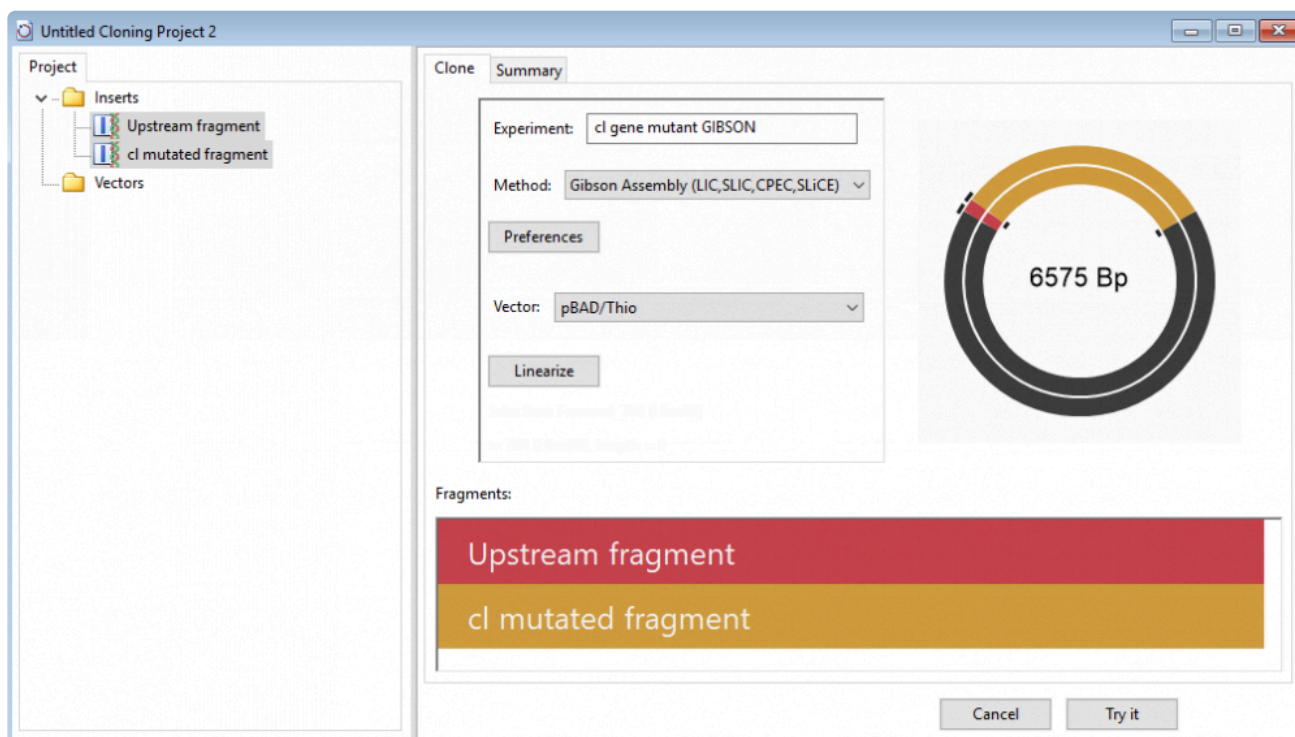 Untitled Cloning Project 2
Project
Inserts
Upstream fragment
cl mutated fragment
Vectors
Clone
Summary
Experiment: cl gene mutant GIBSON
Method: Gibson Assembly (LIC,SLIC,CPEC,SLiCE)
Preferences
Vector: pBAD/Thio
Linearize
6575 Bp
Fragments:
Upstream fragment
cl mutated fragment
Cancel
Try it